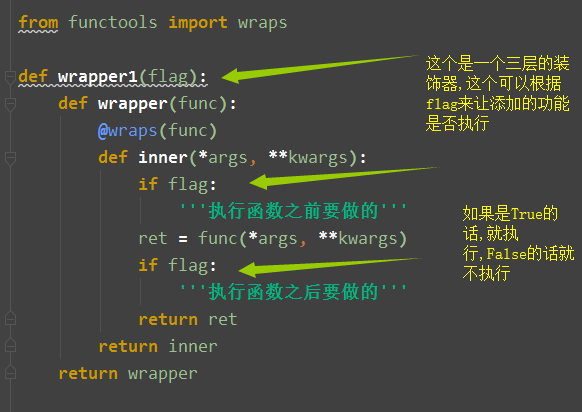 from functools import wraps
def wrapper1(flag):
    def wrapper(func):
        @wraps(func)
        def inner(*args, **kwargs):
            if flag:
                '''执行函数之前要做的'''
            ret = func(*args, **kwargs)
            if flag:
                '''执行函数之后要做的'''
            return ret
        return inner
    return wrapper
这个是一个三层的装
饰器,这个可以根据
flag来让添加的功能
是否执行
如果是True的
话,就执
行,False的话就
不执行